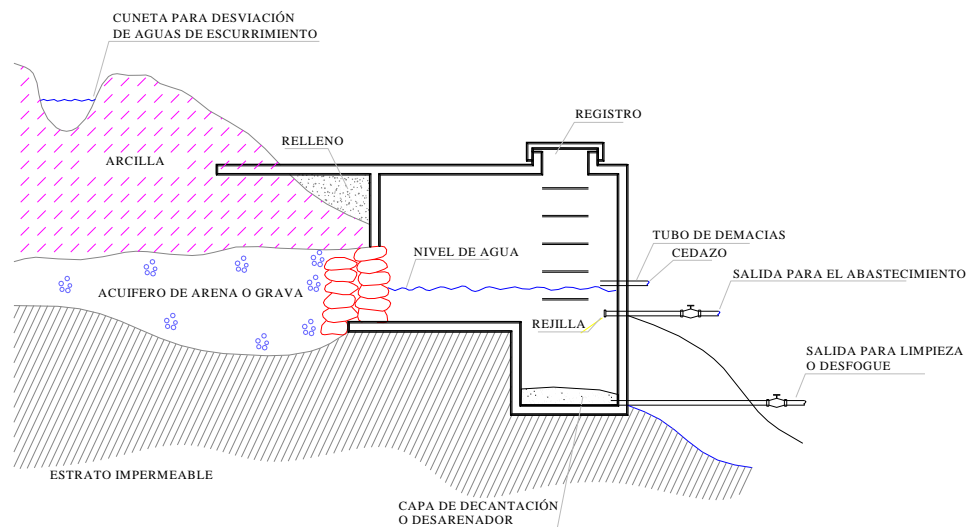 CUNETA PARA DESVIACIÓN
DE AGUAS DE ESCURRIMIENTO
REGISTRO
RELLENO
ARCILLA
TUBO DE DEMACIAS
CEDAZO
NIVEL DE AGUA
SALIDA PARA EL ABASTECIMIENTO
ACUIFERO DE ARENA O GRAVA
REJILLA
SALIDA PARA LIMPIEZA
O DESFOGUE
ESTRATO IMPERMEABLE
CAPA DE DECANTACIÓN
O DESARENADOR